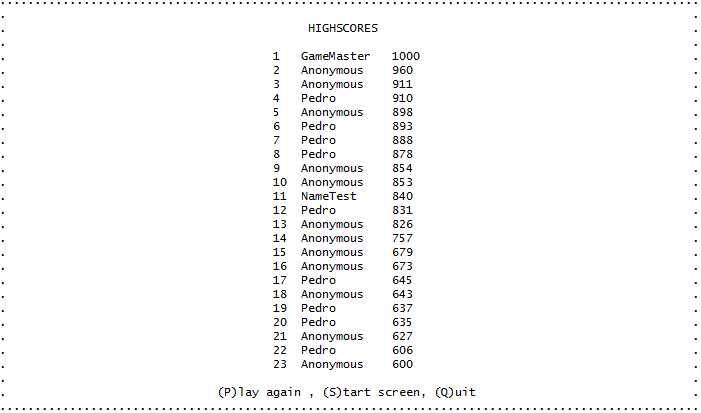 HIGHSCORES
1 GameMaster 1000
2 Anonymous 960
3 Anonymous 911
4 Pedro 910
5 Anonymous 898
6 Pedro 893
7 Pedro 888
8 Pedro 878
9 Anonymous 854
10 Anonymous 853
11 NameTest 840
12 Pedro 831
13 Anonymous 826
14 Anonymous 757
15 Anonymous 679
16 Anonymous 673
17 Pedro 645
18 Anonymous 643
19 Pedro 637
20 Pedro 635
21 Anonymous 627
22 Pedro 606
23 Anonymous 600
(P)lay again , (S)tart screen, (Q)uit